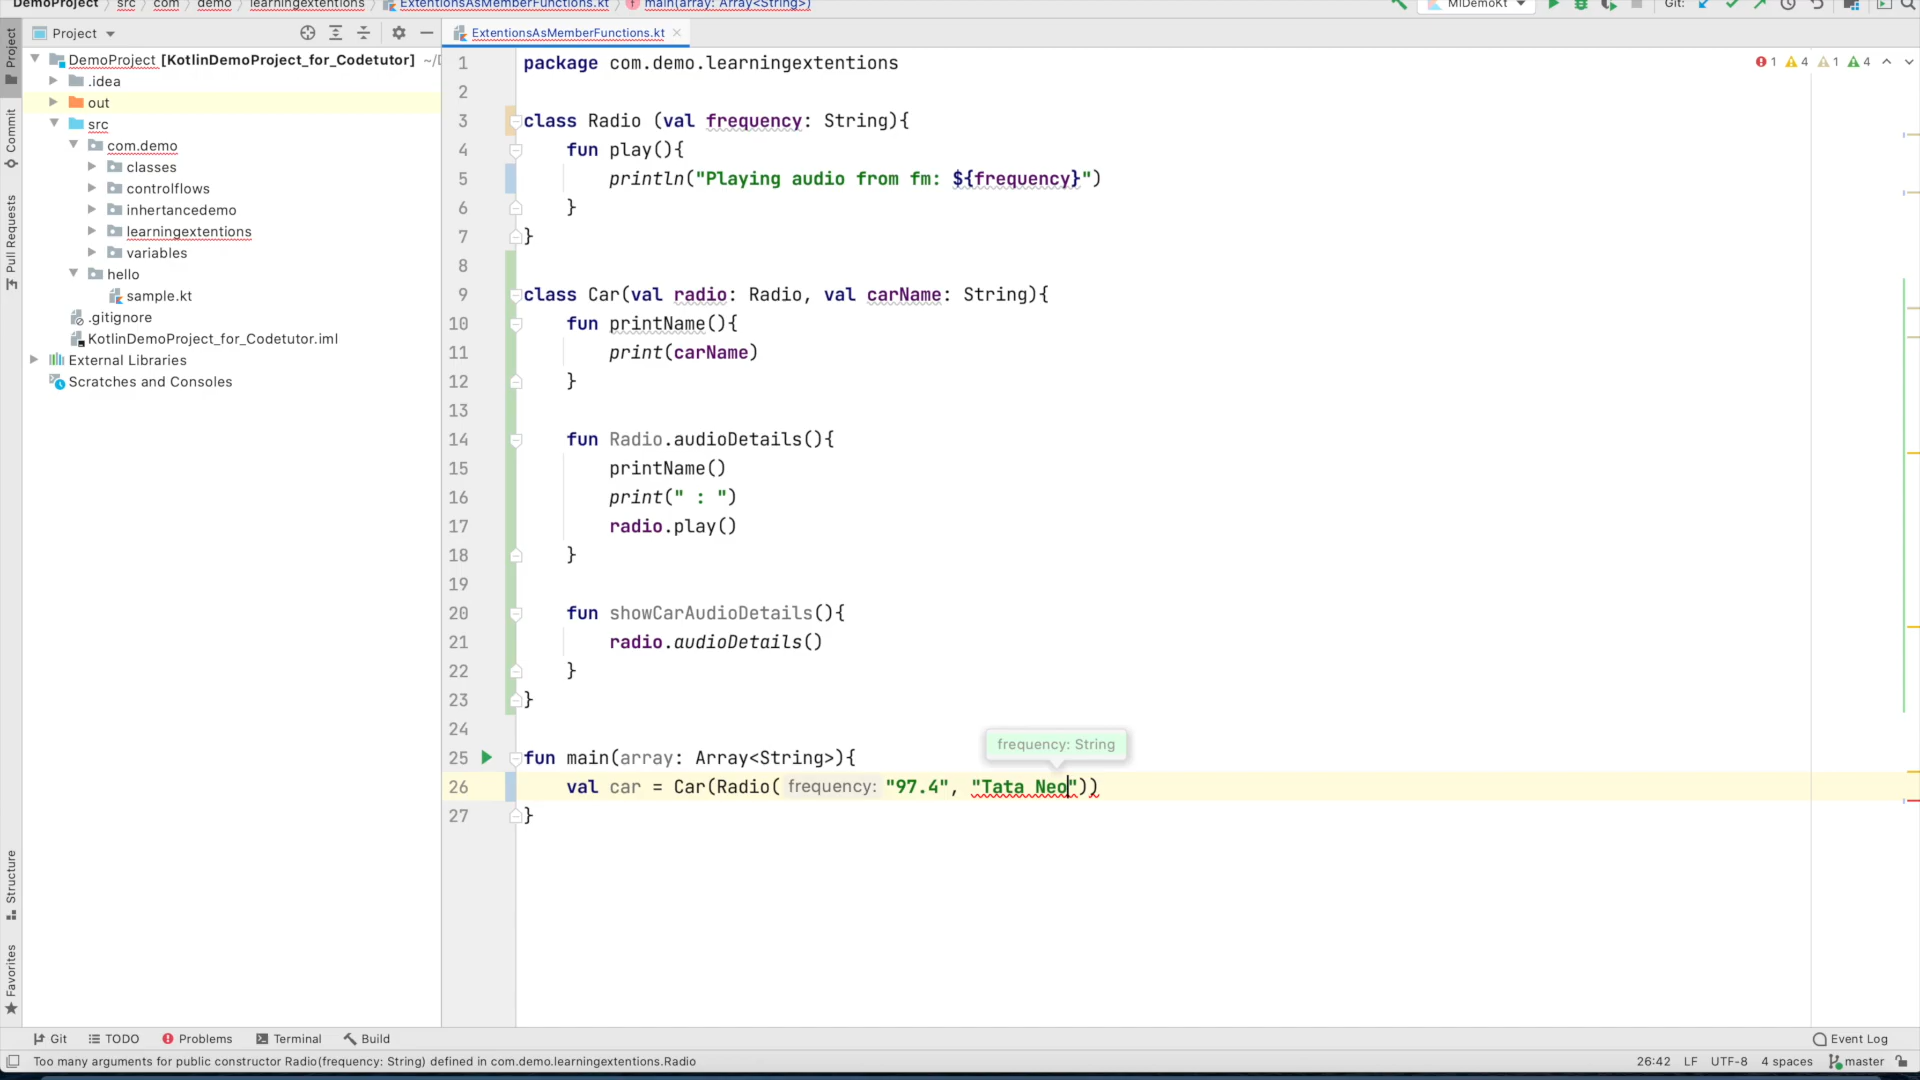 DemoProject src com demo learningextentions ExtentionsAsMemberFunctions.kt main(array: Array<String>) MIDemoKt Git:
Project ExtentionsAsMemberFunctions.kt
DemoProject [KotlinDemoProject_for_Codetutor] ~/
.idea
out
src
com.demo
classes
controlflows
inhertancedemo
learningextentions
variables
hello
sample.kt
.gitignore
KotlinDemoProject_for_Codetutor.iml
External Libraries
Scratches and Consoles
Project
Commit
Pull Requests
Structure
Favorites
1 package com.demo.learningextentions
2
3 class Radio (val frequency: String){
4 fun play(){
5 println("Playing audio from fm: ${frequency}")
6 }
7 }
8
9 class Car(val radio: Radio, val carName: String){
10 fun printName(){
11 print(carName)
12 }
13
14 fun Radio.audioDetails(){
15 printName()
16 print(" : ")
17 radio.play()
18 }
19
20 fun showCarAudioDetails(){
21 radio.audioDetails()
22 }
23 }
24
frequency: String
25 fun main(array: Array<String>){
26 val car = Car(Radio( frequency: "97.4", "Tata Neo"))
27 }
1 4 1 4
Git TODO Problems Terminal Build Event Log
Too many arguments for public constructor Radio(frequency: String) defined in com.demo.learningextentions.Radio 26:42 LF UTF-8 4 spaces master